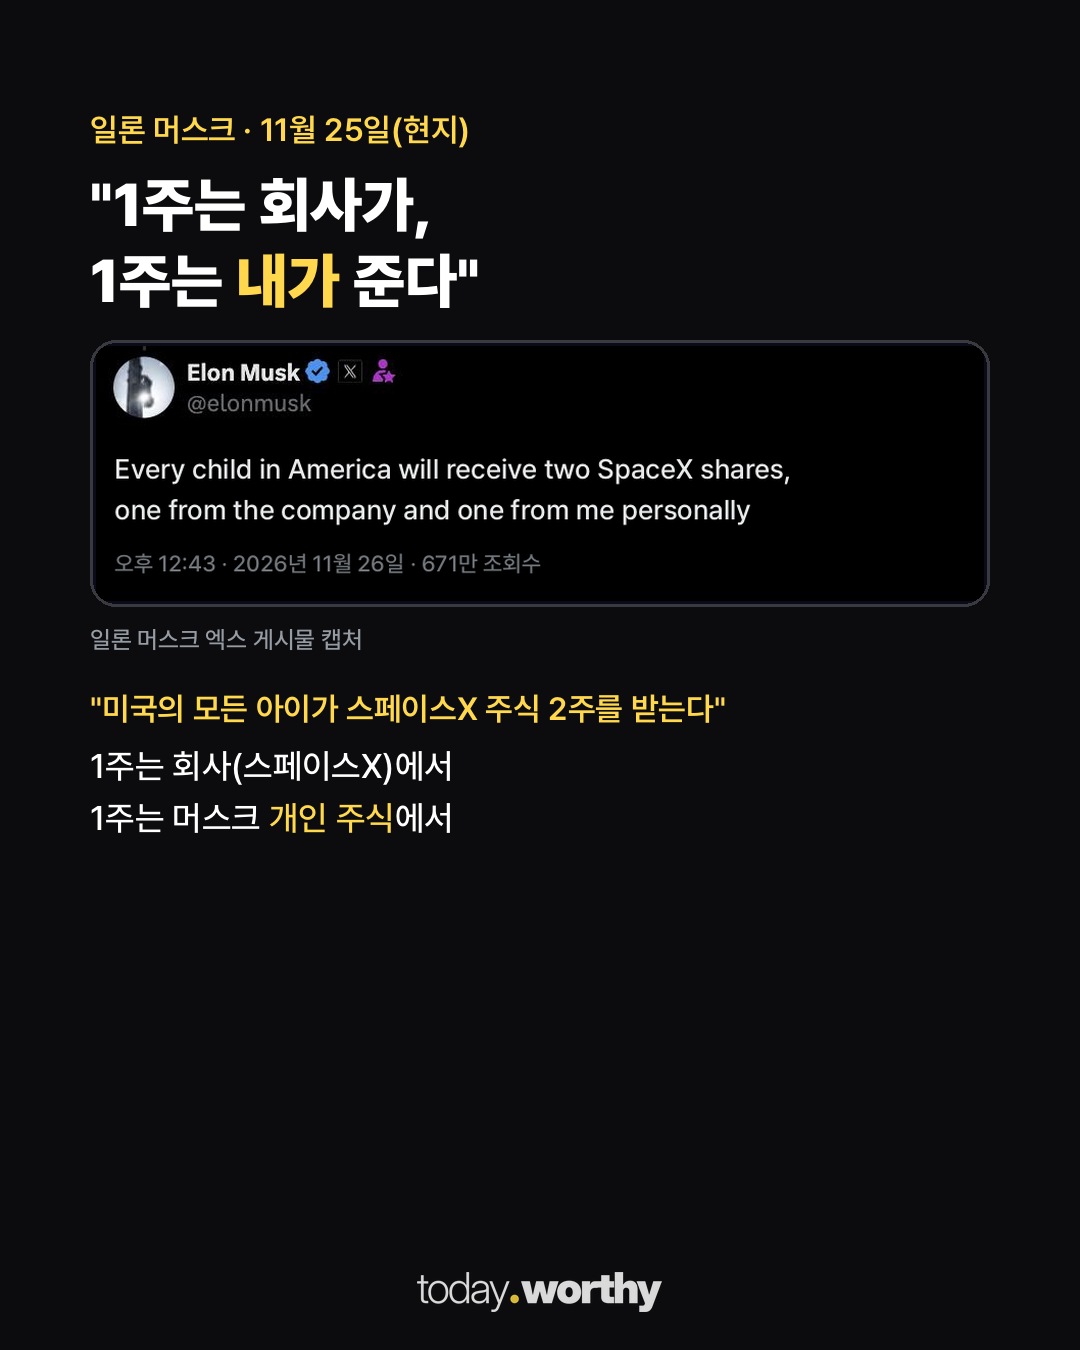 일론 머스크 · 11월 25일(현지)
"1주는 회사가,
1주는 내가 준다"
Elon Musk
@elonmusk
Every child in America will receive two SpaceX shares,
one from the company and one from me personally
오후 12:43 · 2026년 11월 26일 · 671만 조회수
일론 머스크 엑스 게시물 캡처
"미국의 모든 아이가 스페이스X 주식 2주를 받는다"
1주는 회사(스페이스X)에서
1주는 머스크 개인 주식에서
today.worthy